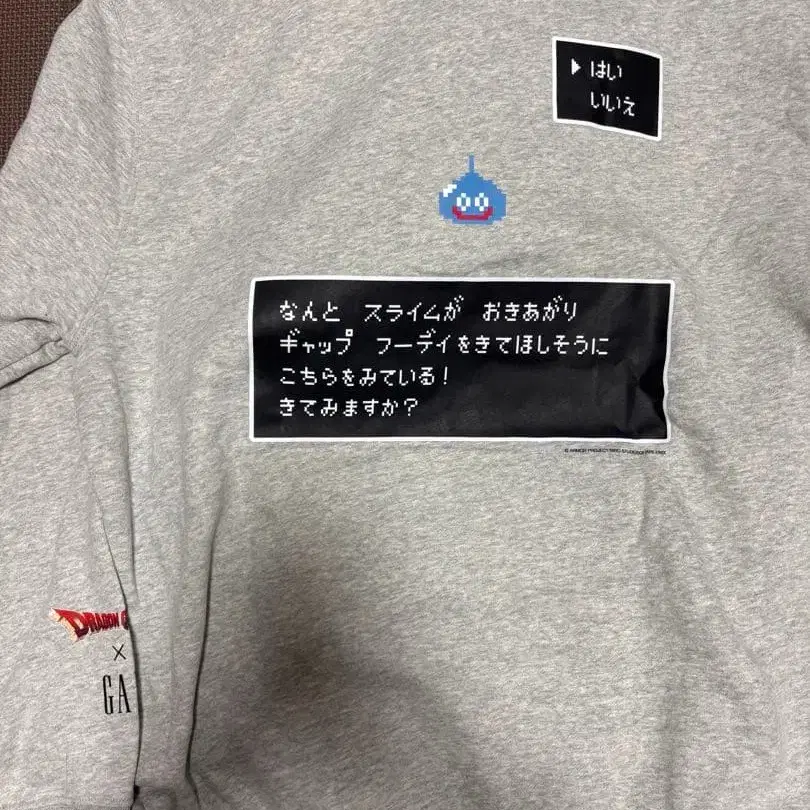 ▶はい
いいえ
なんと スライムが おきあがり
ギャップ フーディをきてほしそうに
こちらをみている!
きてみますか?
DRAGON
×
GA